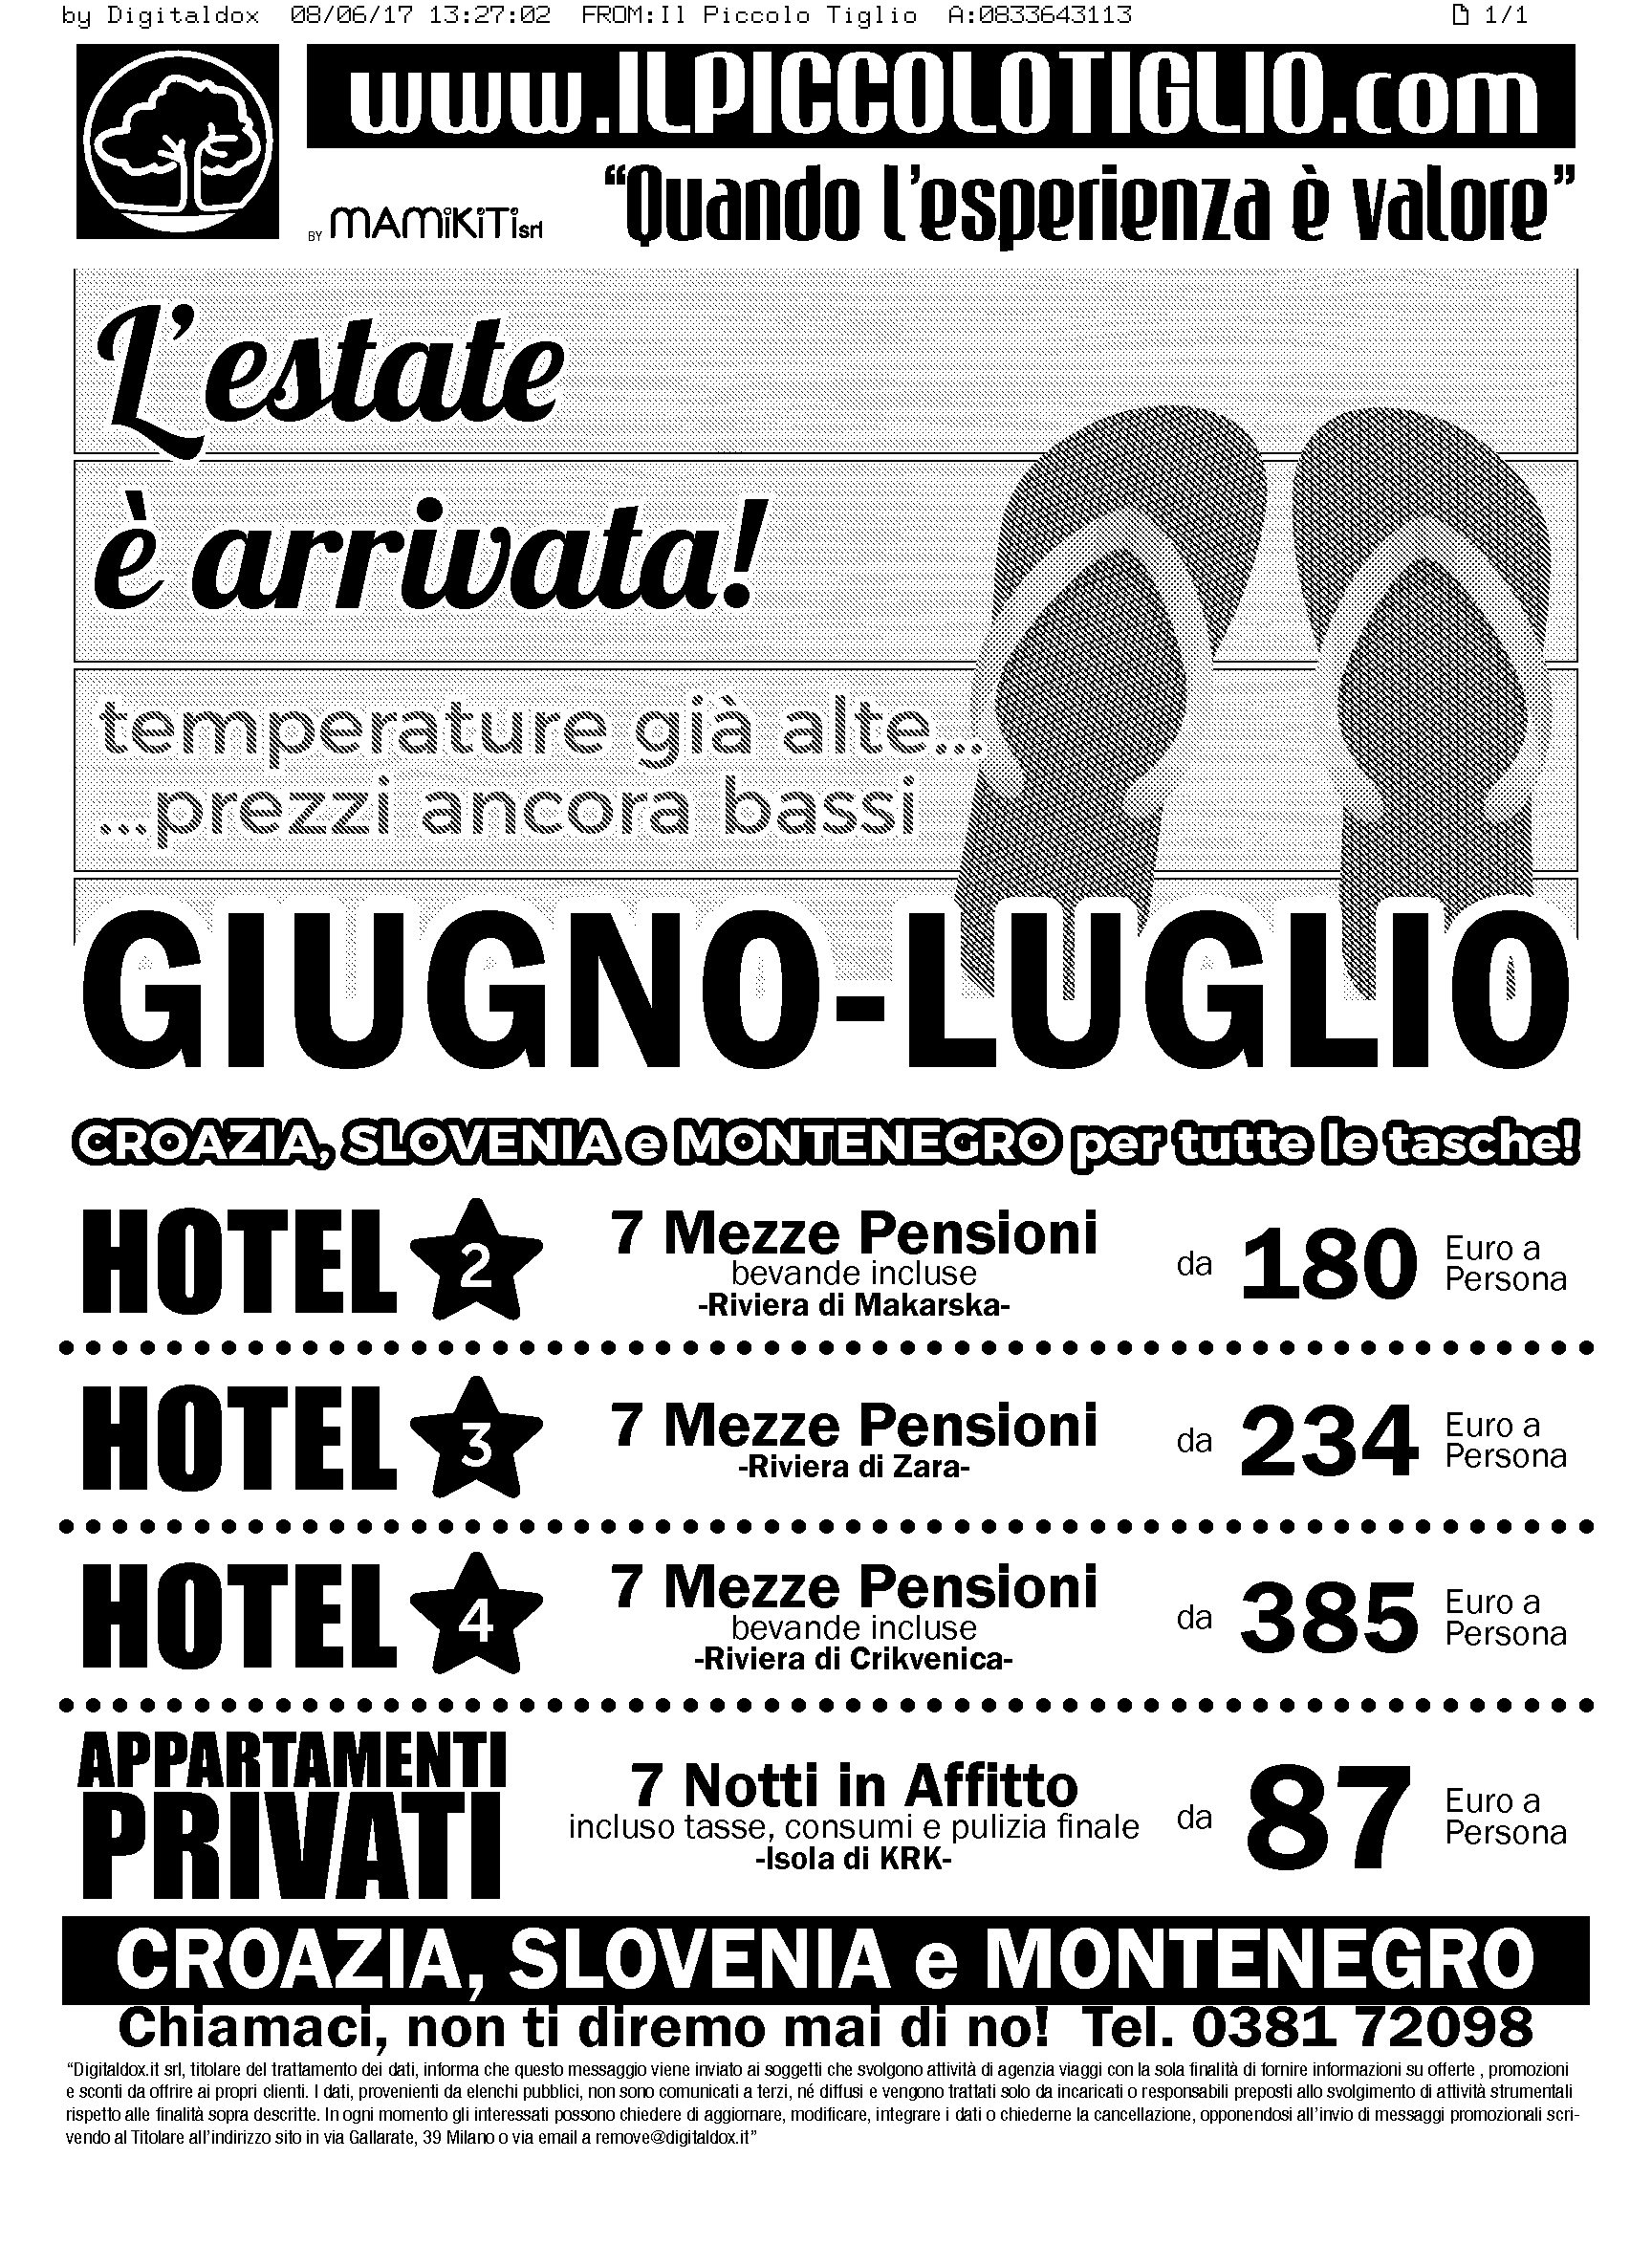 by Digitaldox 08/06/17 13:27:02 FROM:Il Piccolo Tiglio A:0833643113 1/1
www.ILPICCOLOTIGLIO.com
BY MAMiKiTi srl
“Quando l'esperienza è valore”
L'estate
è arrivata!
temperature già alte...
...prezzi ancora bassi
GIUGNO-LUGLIO
CROAZIA, SLOVENIA e MONTENEGRO per tutte le tasche!
HOTEL 2
7 Mezze Pensioni
bevande incluse
-Riviera di Makarska-
da 180 Euro a
Persona
HOTEL 3
7 Mezze Pensioni
-Riviera di Zara-
da 234 Euro a
Persona
HOTEL 4
7 Mezze Pensioni
bevande incluse
-Riviera di Crikvenica-
da 385 Euro a
Persona
APPARTAMENTI
PRIVATI
7 Notti in Affitto
incluso tasse, consumi e pulizia finale
-Isola di KRK-
da 87 Euro a
Persona
CROAZIA, SLOVENIA e MONTENEGRO
Chiamaci, non ti diremo mai di no! Tel. 0381 72098
“Digitaldox.it srl, titolare del trattamento dei dati, informa che questo messaggio viene inviato ai soggetti che svolgono attività di agenzia viaggi con la sola finalità di fornire informazioni su offerte , promozioni
e sconti da offrire ai propri clienti. I dati, provenienti da elenchi pubblici, non sono comunicati a terzi, né diffusi e vengono trattati solo da incaricati o responsabili preposti allo svolgimento di attività strumentali
rispetto alle finalità sopra descritte. In ogni momento gli interessati possono chiedere di aggiornare, modificare, integrare i dati o chiederne la cancellazione, opponendosi all'invio di messaggi promozionali scri-
vendo al Titolare all'indirizzo sito in via Gallarate, 39 Milano o via email a remove@digitaldox.it”